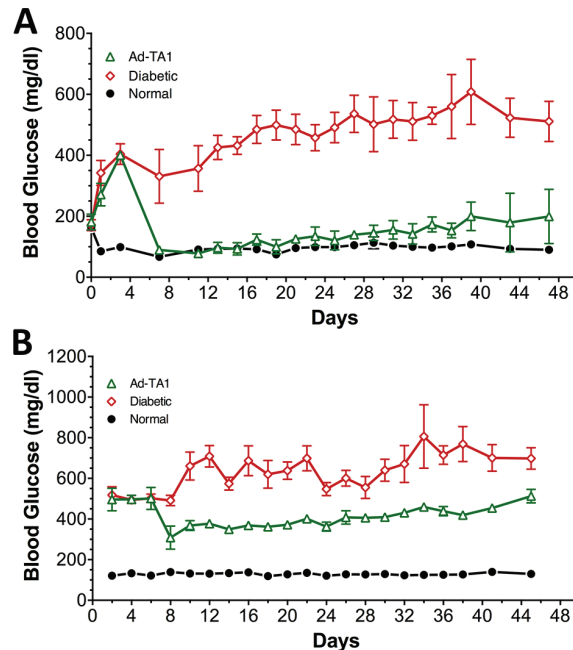 A
800
600
400
200
0
Blood Glucose (mg/dl)
Ad-TA1
Diabetic
Normal
0 4 8 12 16 20 24 28 32 36 40 44 48
Days
B
1200
1000
800
600
400
200
0
Blood Glucose (mg/dl)
Ad-TA1
Diabetic
Normal
0 4 8 12 16 20 24 28 32 36 40 44 48
Days